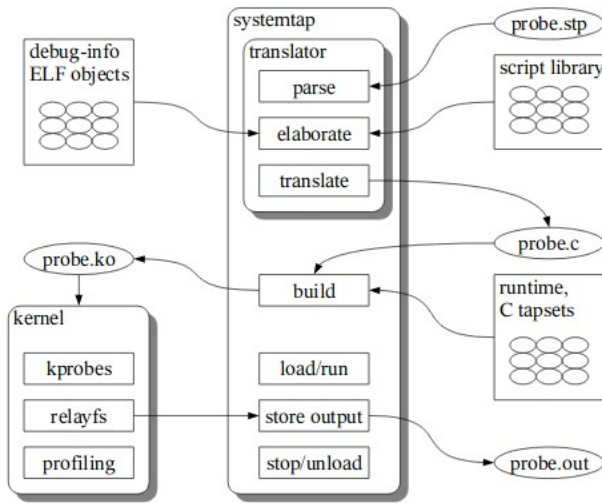 systemtap
probe.stp
debug-info
ELF objects
translator
parse
script library
elaborate
translate
probe.c
probe.ko
build
runtime,
C tapsets
kernel
kprobes
load/run
relayfs
store output
profiling
stop/unload
probe.out